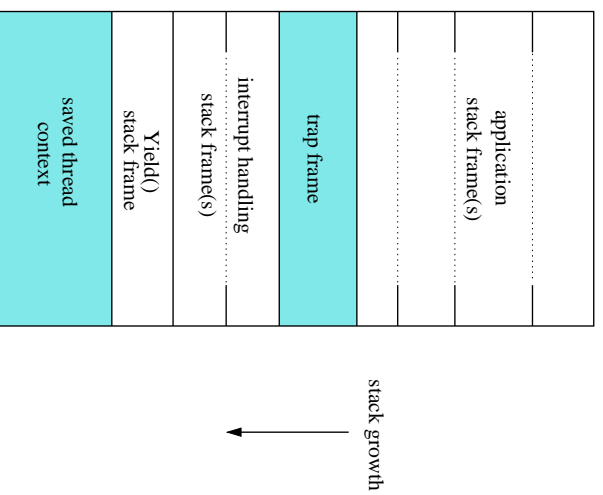 application
stack frame(s)
trap frame
interrupt handling
stack frame(s)
Yield()
stack frame
saved thread
context
stack growth